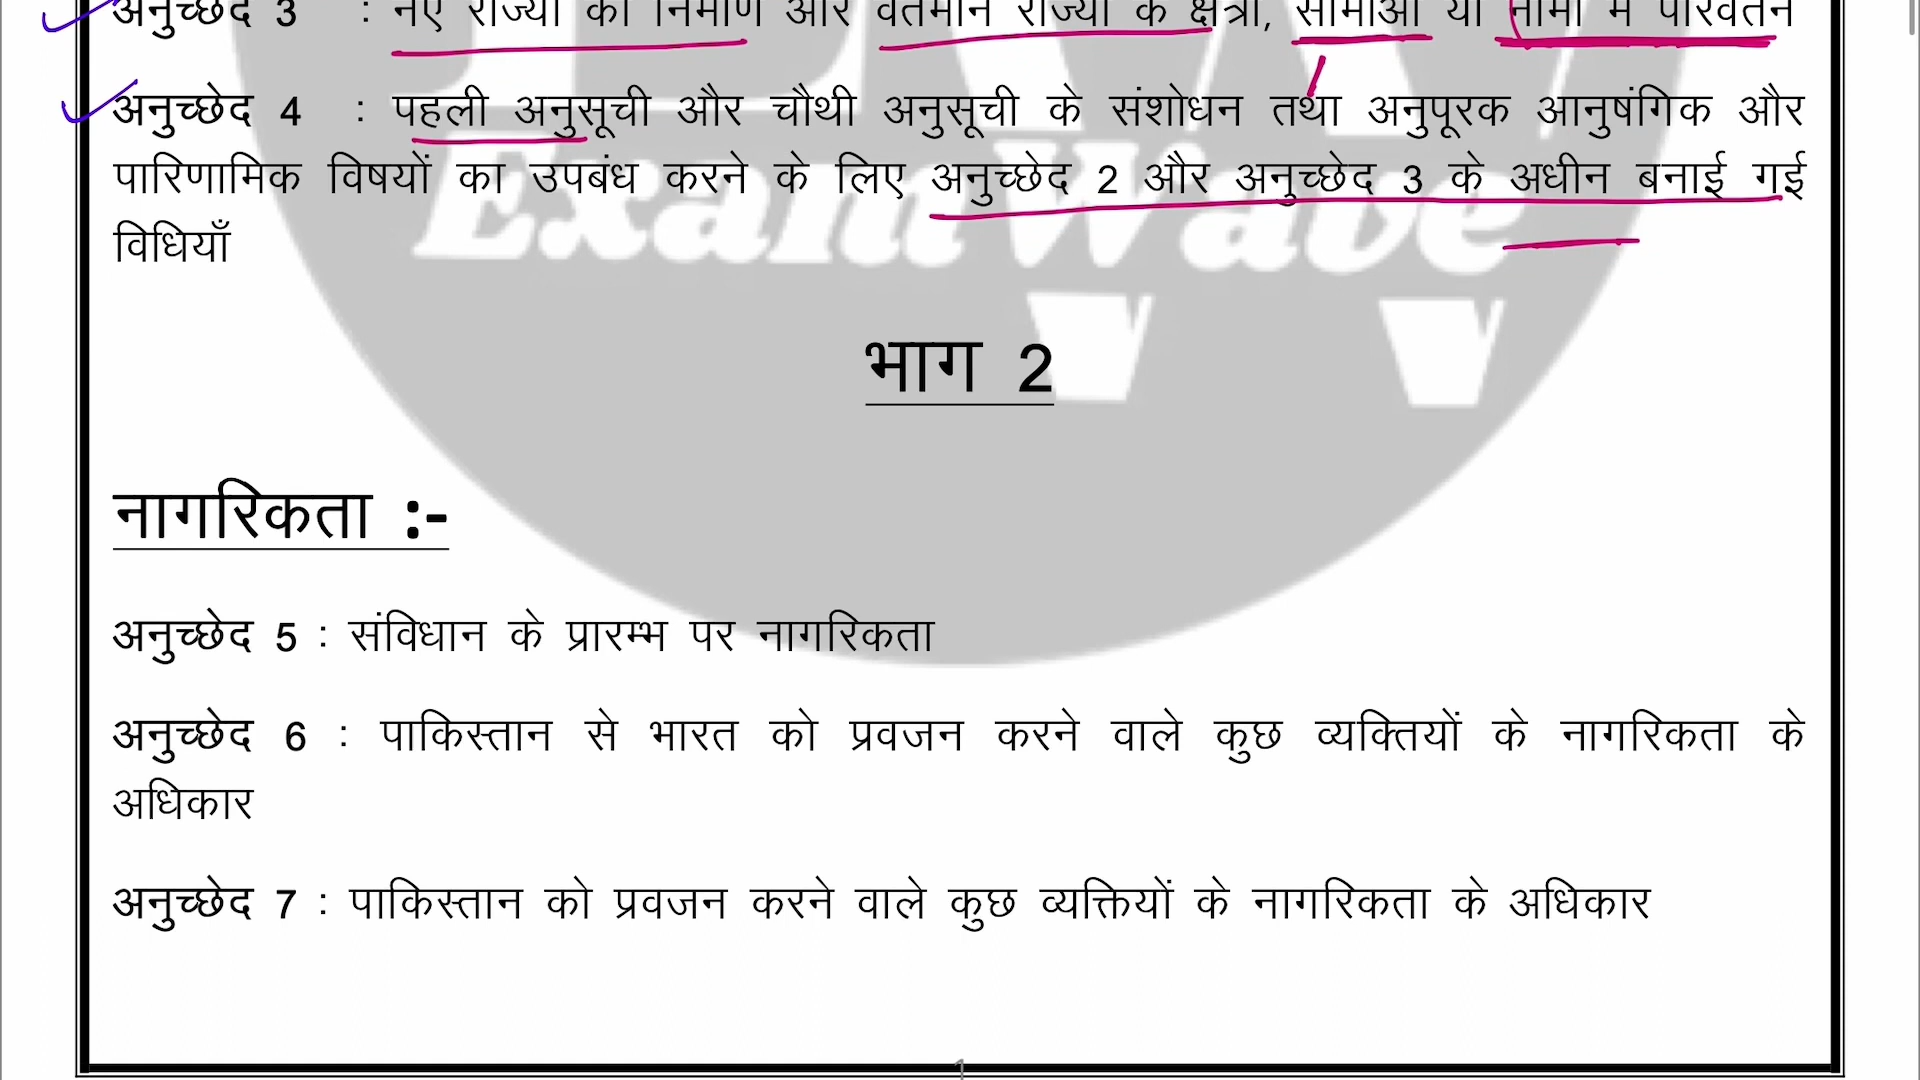 अनुच्छेद 3 : नए राज्यों का निर्माण और वर्तमान राज्यों के क्षेत्रों, सीमाओं या नामों में परिवर्तन
अनुच्छेद 4 : पहली अनुसूची और चौथी अनुसूची के संशोधन तथा अनुपूरक आनुषंगिक और
पारिणामिक विषयों का उपबंध करने के लिए अनुच्छेद 2 और अनुच्छेद 3 के अधीन बनाई गई
विधियाँ
ExamWave
भाग 2
नागरिकता :-
अनुच्छेद 5 : संविधान के प्रारम्भ पर नागरिकता
अनुच्छेद 6 : पाकिस्तान से भारत को प्रवजन करने वाले कुछ व्यक्तियों के नागरिकता के
अधिकार
अनुच्छेद 7 : पाकिस्तान को प्रवजन करने वाले कुछ व्यक्तियों के नागरिकता के अधिकार
1